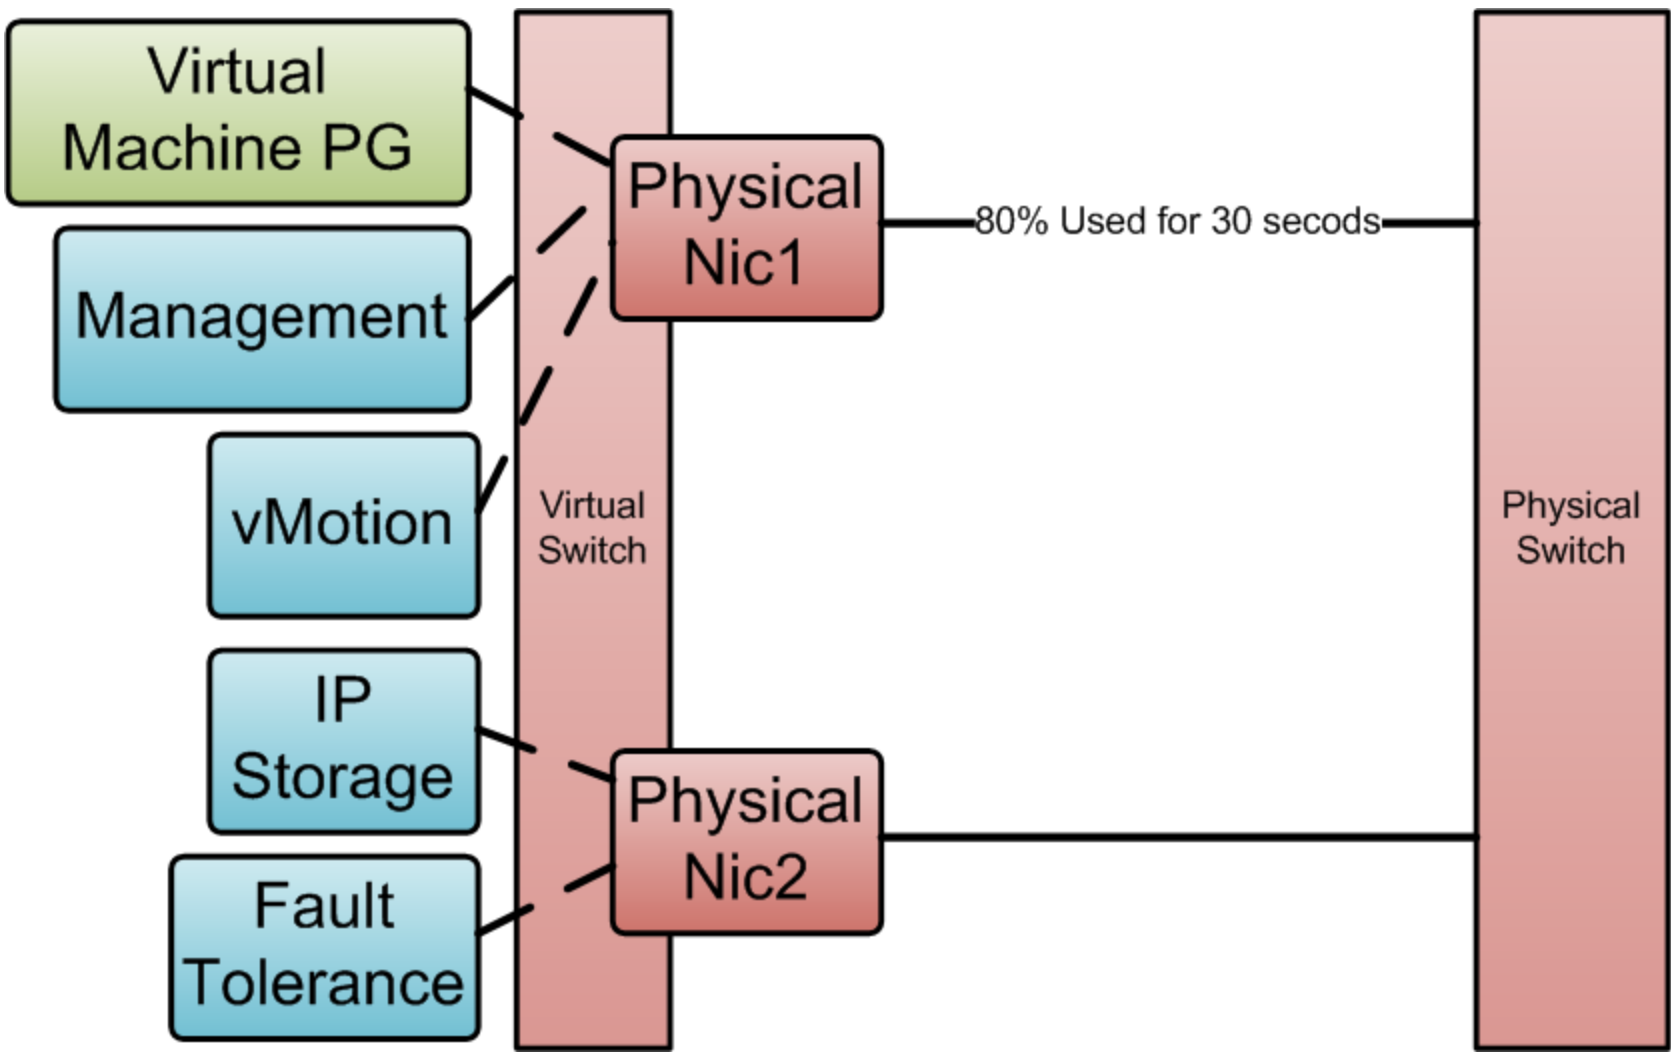 Virtual
Machine PG
Management
vMotion
IP
Storage
Fault
Tolerance
Virtual
Switch
Physical
Nic1
Physical
Nic2
80% Used for 30 secods
Physical
Switch